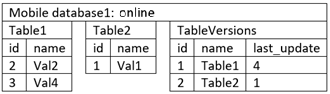 Mobile database1: online
Table1 Table2 TableVersions
id name id name id name last_update
2 Val2 1 Val1 1 Table1 4
3 Val4 2 Table2 1